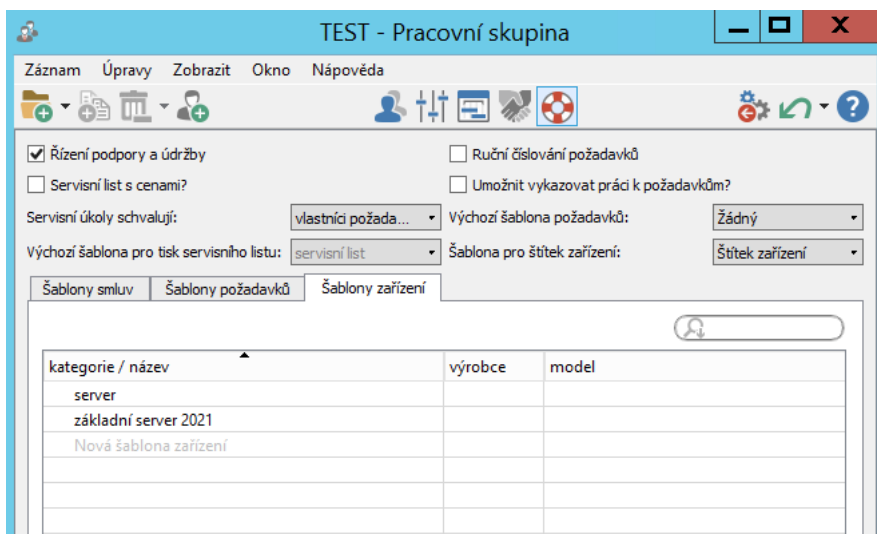 TEST - Pracovní skupina
Záznam Úpravy Zobrazit Okno Nápověda
Řízení podpory a údržby
Ruční číslování požadavků
Servisní list s cenami?
Umožnit vykazovat práci k požadavkům?
Servisní úkoly schvalují: vlastníci požada...
Výchozí šablona požadavků: Žádný
Výchozí šablona pro tisk servisního listu: servisní list
Šablona pro štítek zařízení: Štítek zařízení
Šablony smluv Šablony požadavků Šablony zařízení
kategorie / název výrobce model
server
základní server 2021
Nová šablona zařízení